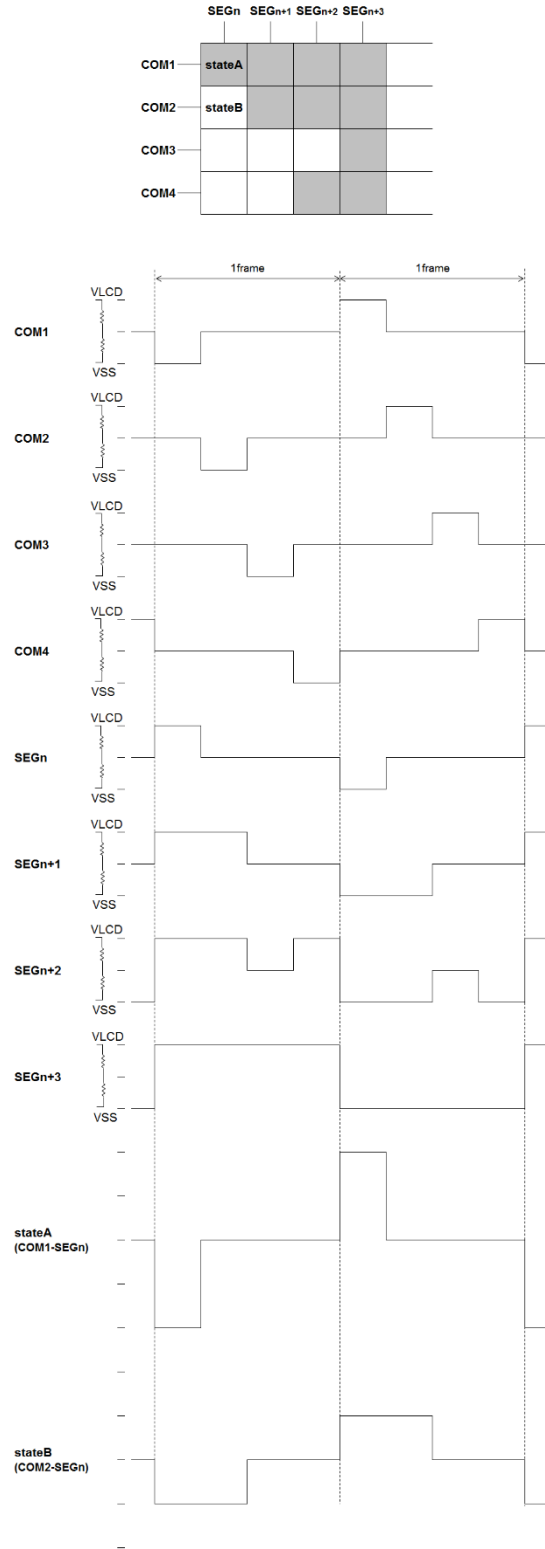 SEGn SEGn+1 SEGn+2 SEGn+3
COM1 stateA
COM2 stateB
COM3
COM4
1frame 1frame
VLCD
COM1
VSS
VLCD
COM2
VSS
VLCD
COM3
VSS
VLCD
COM4
VSS
VLCD
SEGn
VSS
VLCD
SEGn+1
VSS
VLCD
SEGn+2
VSS
VLCD
SEGn+3
VSS
stateA
(COM1-SEGn)
stateB
(COM2-SEGn)